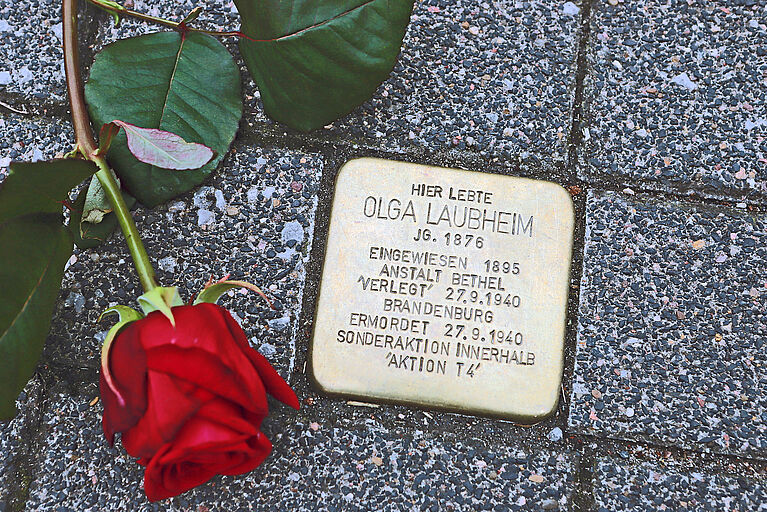 HIER LEBTE
OLGA LAUBHEIM
JG. 1876
EINGEWIESEN 1895
ANSTALT BETHEL
'VERLEGT' 27.9.1940
BRANDENBURG
ERMORDET 27.9.1940
SONDERAKTION INNERHALB
'AKTION T4'